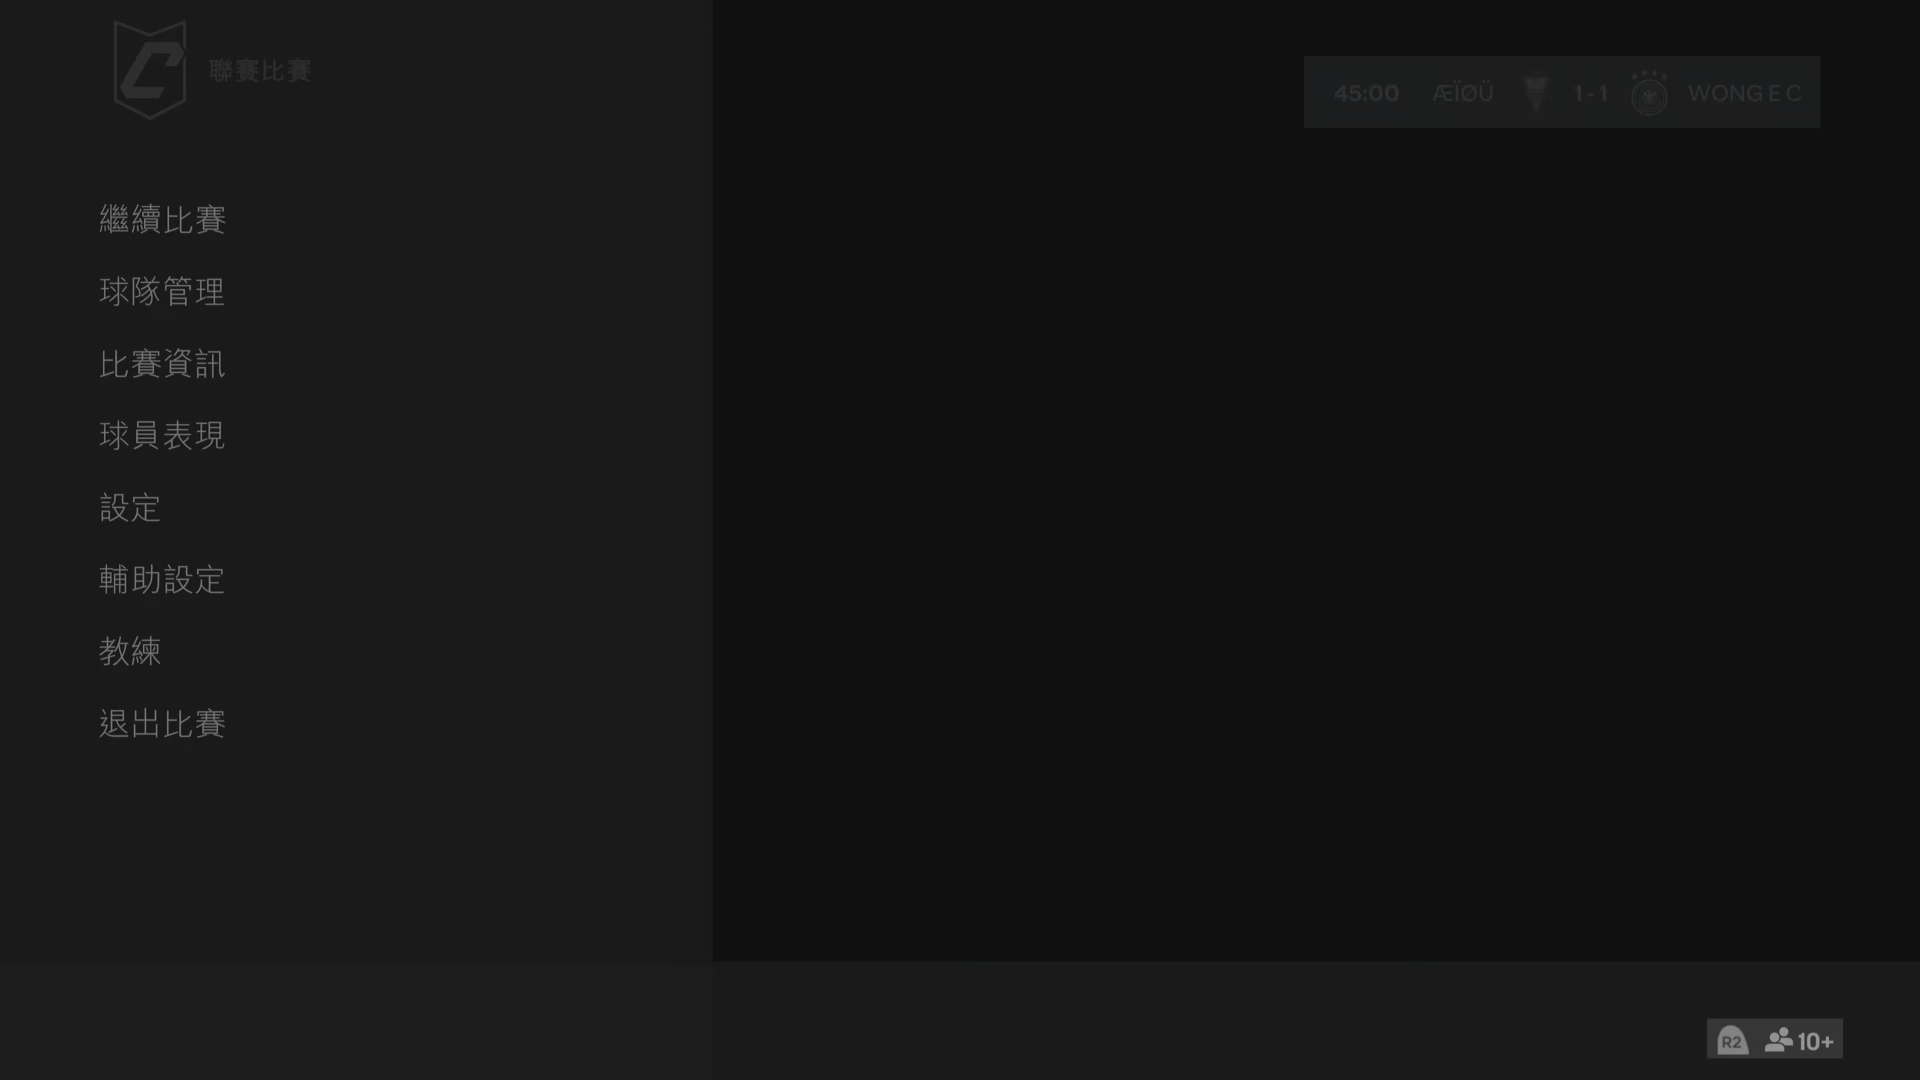 聯賽比賽
45:00 ÆÏØÜ 1-1 WONG E C
繼續比賽
球隊管理
比賽資訊
球員表現
設定
輔助設定
教練
退出比賽
R2 10+